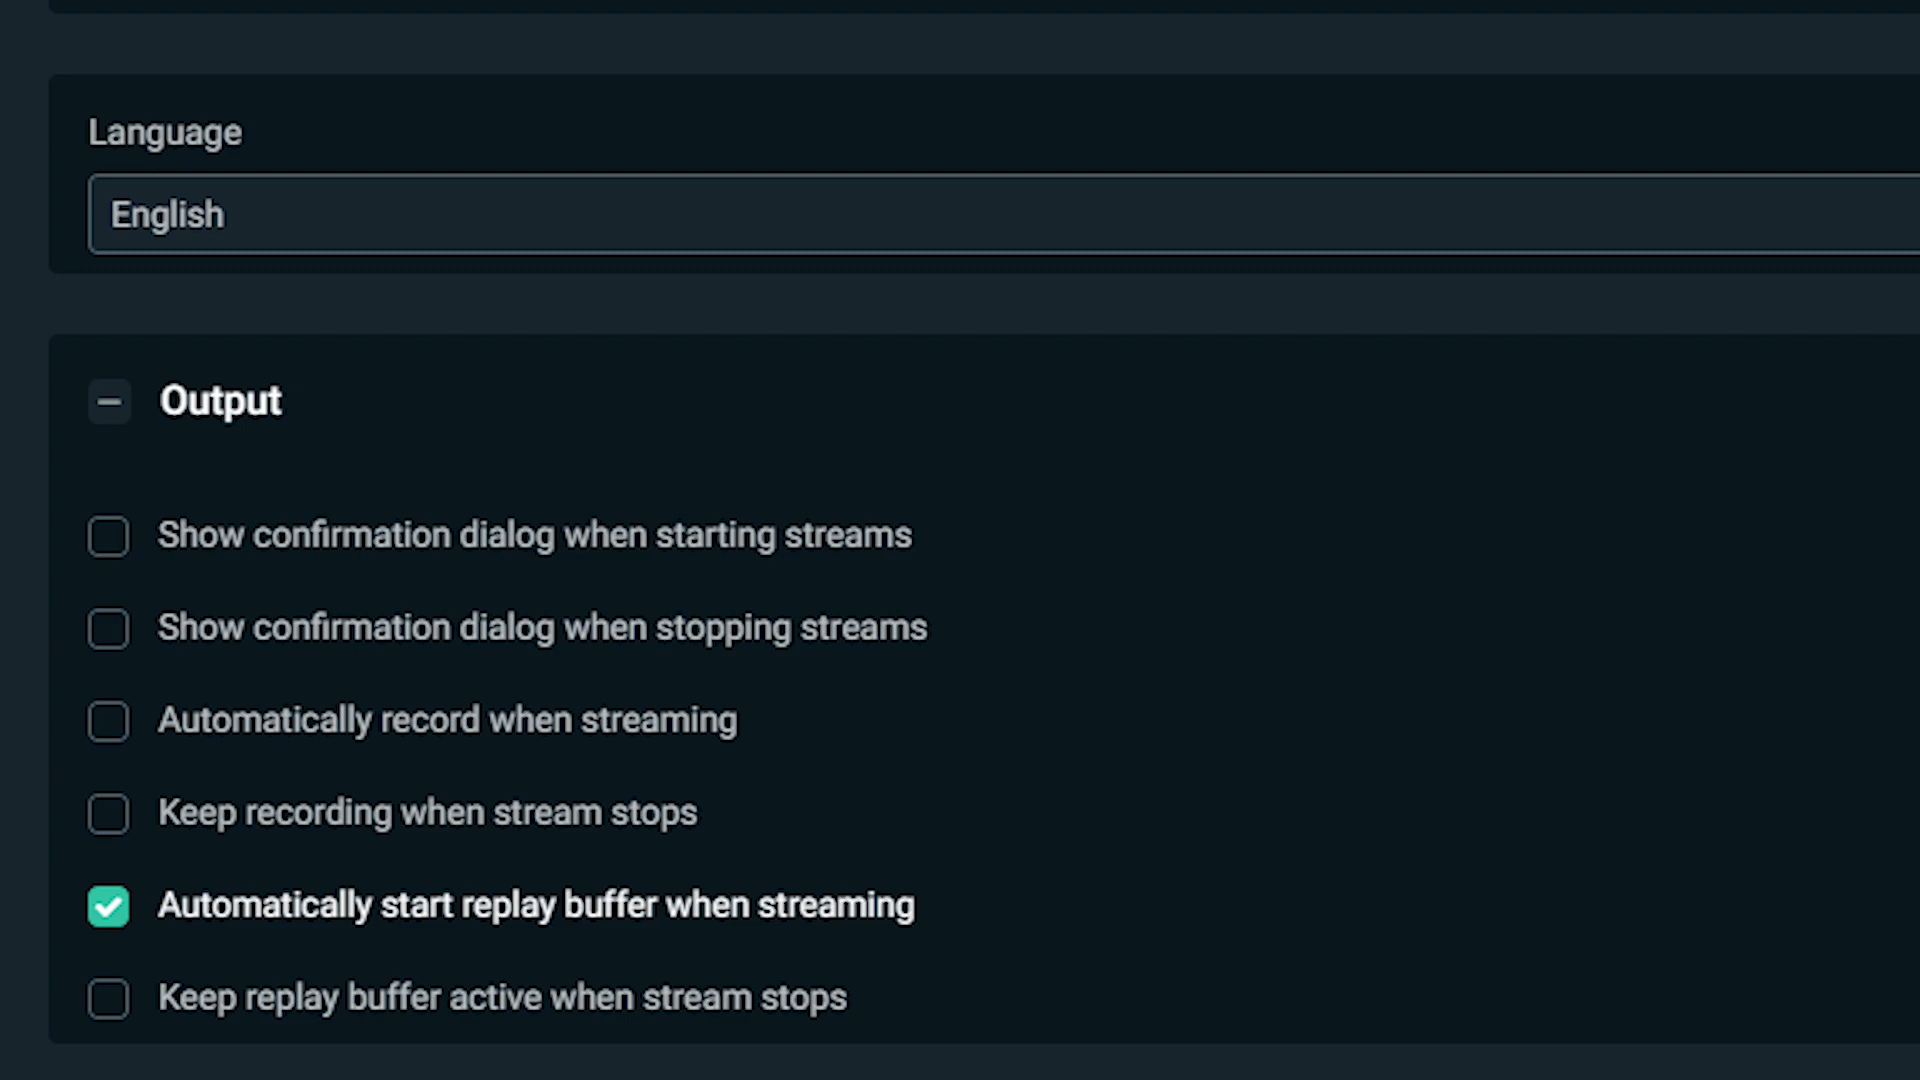 Language
English
Output
Show confirmation dialog when starting streams
Show confirmation dialog when stopping streams
Automatically record when streaming
Keep recording when stream stops
Automatically start replay buffer when streaming
Keep replay buffer active when stream stops